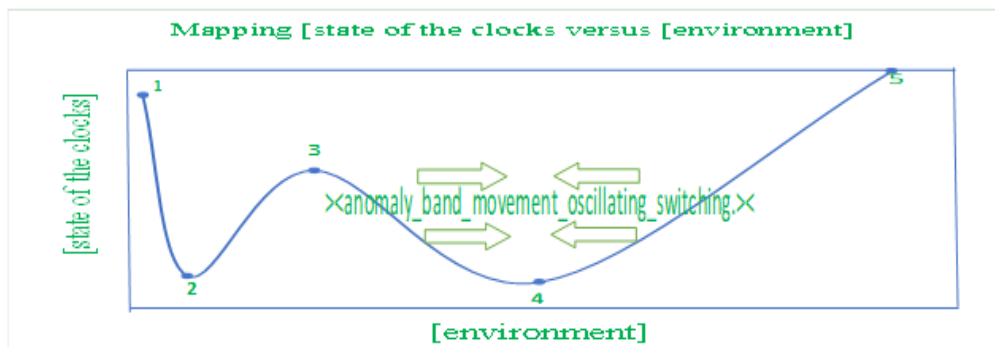 Mapping [state of the clocks versus [environment]
[state of the clocks]
1
2
3
4
5
×anomaly_band_movement_oscillating_switching.×
[environment]